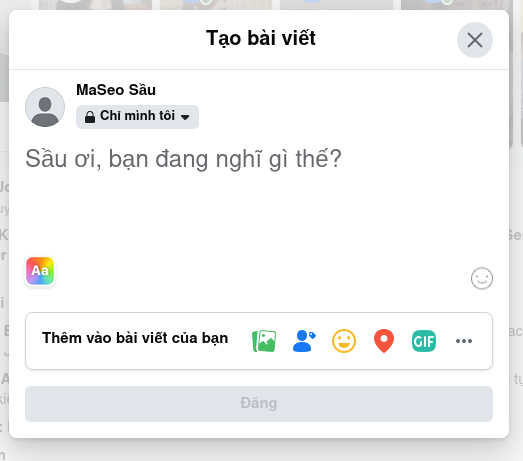 Tạo bài viết
MaSeo Sầu
Chỉ mình tôi
Sầu ơi, bạn đang nghĩ gì thế?
Aa
Thêm vào bài viết của bạn
GIF
Đăng